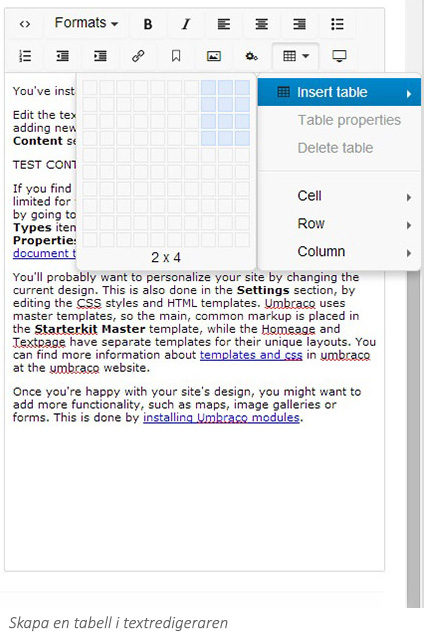 Formats
B I
You've inst
Insert table
Edit the tex
adding new
Content se
Table properties
Delete table
TEST CONT
If you find
limited for
by going to
Types item
Properties
document t
Cell
Row
Column
2 x 4
You'll probably want to personalize your site by changing the
current design. This is also done in the Settings section, by
editing the CSS styles and HTML templates. Umbraco uses
master templates, so the main, common markup is placed in
the Starterkit Master template, while the Homeage and
Textpage have separate templates for their unique layouts. You
can find more information about templates and css in umbraco
at the umbraco website.
Once you're happy with your site's design, you might want to
add more functionality, such as maps, image galleries or
forms. This is done by installing Umbraco modules.
Skapa en tabell i textredigeraren